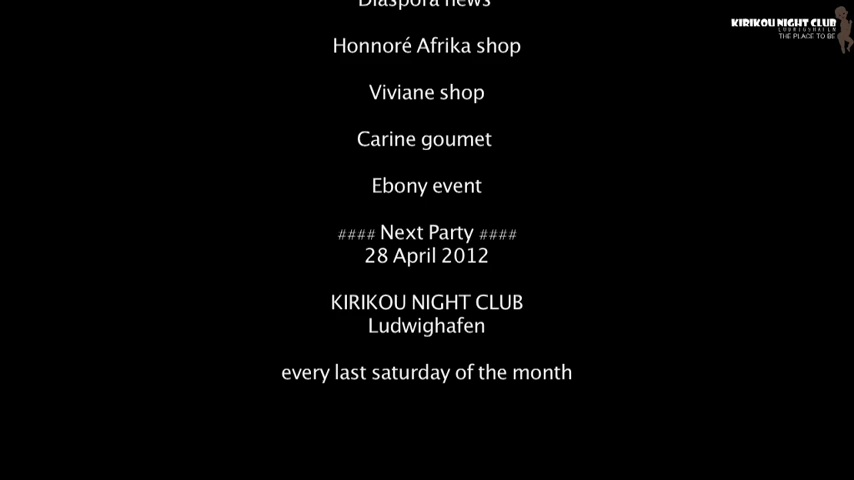 Diaspora news
KIRIKOU NIGHT CLUB
LUDWIGSHAFEN
THE PLACE TO BE
Honnoré Afrika shop
Viviane shop
Carine goumet
Ebony event
#### Next Party ####
28 April 2012
KIRIKOU NIGHT CLUB
Ludwighafen
every last saturday of the month